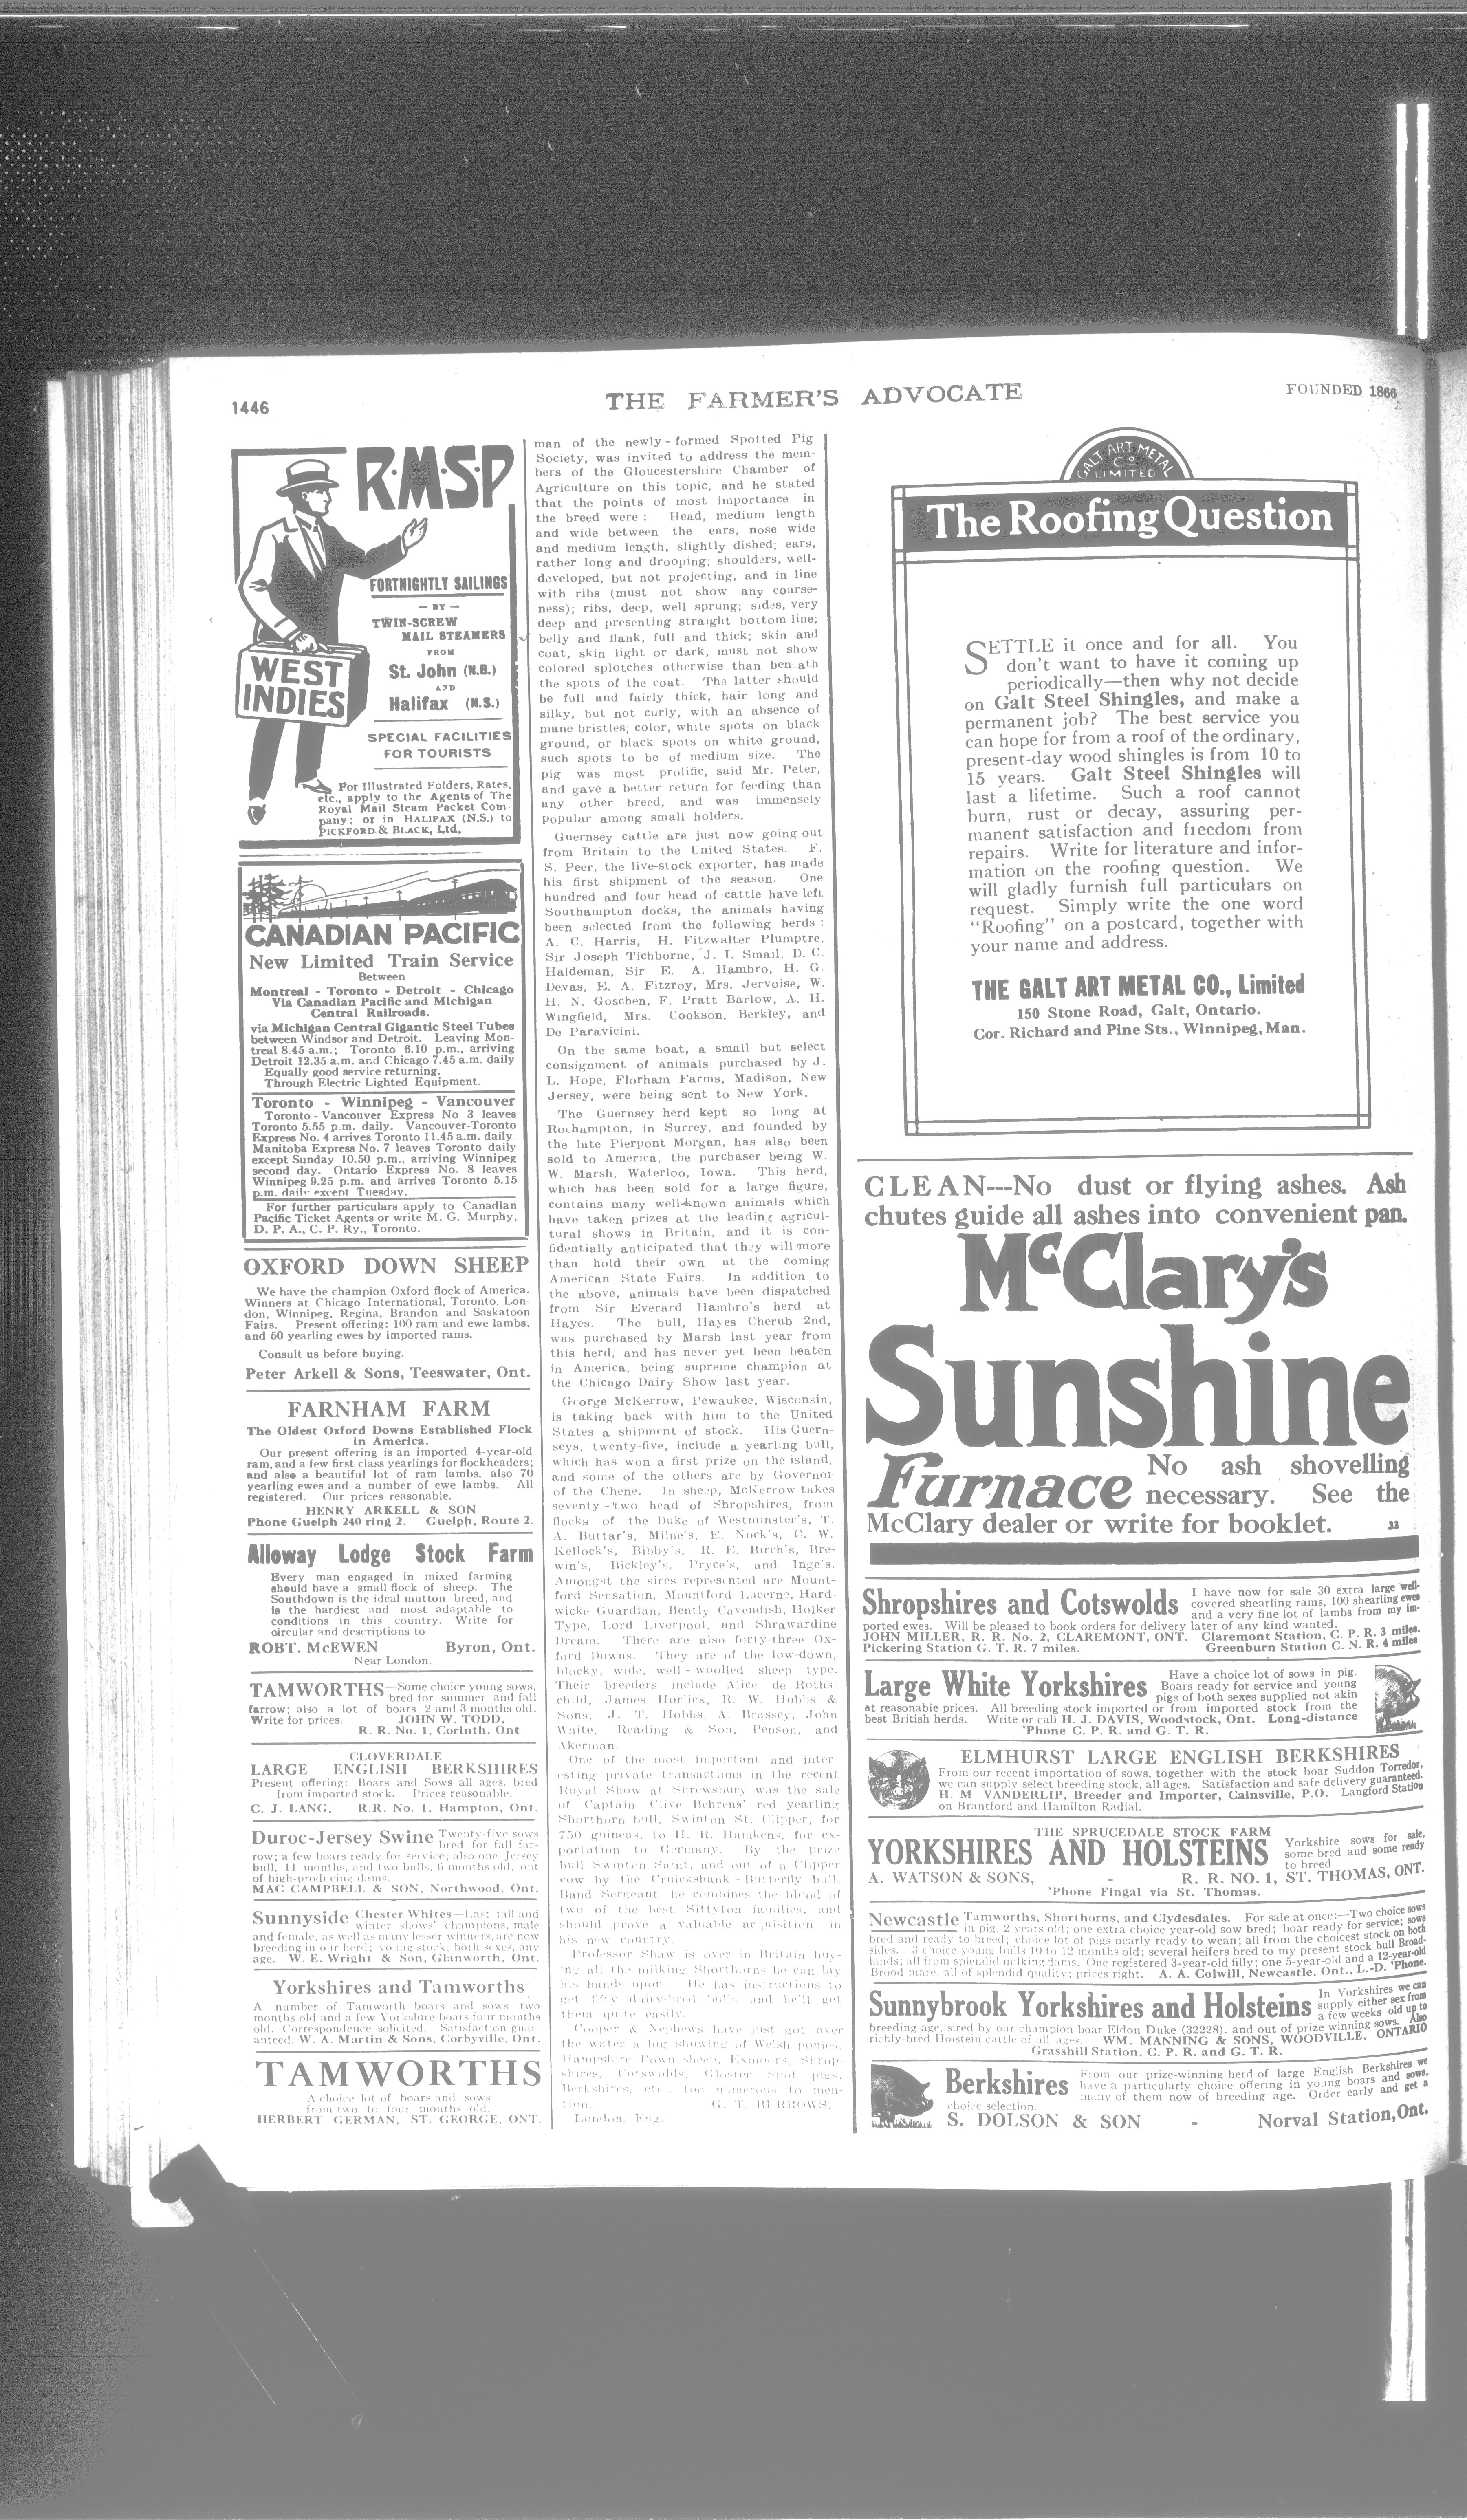 1446
THE FARMER'S ADVOCATE
FOUNDED 1866
R·M·S·P
FORTNIGHTLY SAILINGS
— BY —
TWIN-SCREW
MAIL STEAMERS
FROM
St. John (N.B.)
AND
Halifax (N.S.)
SPECIAL FACILITIES
FOR TOURISTS
WEST
INDIES
For Illustrated Folders, Rates,
etc., apply to the Agents of The
Royal Mail Steam Packet Com-
pany; or in HALIFAX (N.S.) to
PICKFORD & BLACK, Ltd.
CANADIAN PACIFIC
New Limited Train Service
Between
Montreal - Toronto - Detroit - Chicago
Via Canadian Pacific and Michigan
Central Railroads.
via Michigan Central Gigantic Steel Tubes
between Windsor and Detroit. Leaving Mon-
treal 8.45 a.m.; Toronto 6.10 p.m., arriving
Detroit 12.35 a.m. and Chicago 7.45 a.m. daily
Equally good service returning.
Through Electric Lighted Equipment.
Toronto - Winnipeg - Vancouver
Toronto - Vancouver Express No 3 leaves
Toronto 5.55 p.m. daily. Vancouver-Toronto
Express No. 4 arrives Toronto 11.45 a.m. daily.
Manitoba Express No. 7 leaves Toronto daily
except Sunday 10.50 p.m., arriving Winnipeg
second day. Ontario Express No. 8 leaves
Winnipeg 9.25 p.m. and arrives Toronto 5.15
p.m. daily except Tuesday.
For further particulars apply to Canadian
Pacific Ticket Agents or write M. G. Murphy,
D. P. A., C. P. Ry., Toronto.
OXFORD DOWN SHEEP
We have the champion Oxford flock of America.
Winners at Chicago International, Toronto, Lon-
don, Winnipeg, Regina, Brandon and Saskatoon
Fairs. Present offering: 100 ram and ewe lambs,
and 50 yearling ewes by imported rams.
Consult us before buying.
Peter Arkell & Sons, Teeswater, Ont.
FARNHAM FARM
The Oldest Oxford Downs Established Flock
in America.
Our present offering is an imported 4-year-old
ram, and a few first class yearlings for flockheaders;
and also a beautiful lot of ram lambs, also 70
yearling ewes and a number of ewe lambs. All
registered. Our prices reasonable.
HENRY ARKELL & SON
Phone Guelph 240 ring 2. Guelph, Route 2.
Alloway Lodge Stock Farm
Every man engaged in mixed farming
should have a small flock of sheep. The
Southdown is the ideal mutton breed, and
is the hardiest and most adaptable to
conditions in this country. Write for
circular and descriptions to
ROBT. McEWEN Byron, Ont.
Near London.
TAMWORTHS—Some choice young sows,
bred for summer and fall
farrow; also a lot of boars 2 and 3 months old.
Write for prices. JOHN W. TODD,
R. R. No. 1, Corinth, Ont
CLOVERDALE
LARGE ENGLISH BERKSHIRES
Present offering: Boars and Sows all ages, bred
from imported stock. Prices reasonable.
C. J. LANG, R.R. No. 1, Hampton, Ont.
Duroc-Jersey Swine Twenty-five sows
bred for fall far-
row; a few boars ready for service; also one Jersey
bull, 11 months, and two bulls, 6 months old, out
of high-producing dams.
MAC CAMPBELL & SON, Northwood, Ont.
Sunnyside Chester Whites—Last fall and
winter shows' champions, male
and female, as well as many lesser winners, are now
breeding in our herd; young stock, both sexes, any
age. W. E. Wright & Son, Glanworth, Ont.
Yorkshires and Tamworths
A number of Tamworth boars and sows two
months old and a few Yorkshire boars four months
old. Correspondence solicited. Satisfaction guar-
anteed. W. A. Martin & Sons, Corbyville, Ont.
TAMWORTHS
A choice lot of boars and sows
from two to four months old.
HERBERT GERMAN, ST. GEORGE, ONT.
man of the newly-formed Spotted Pig
Society, was invited to address the mem-
bers of the Gloucestershire Chamber of
Agriculture on this topic, and he stated
that the points of most importance in
the breed were : Head, medium length
and wide between the ears, nose wide
and medium length, slightly dished; ears,
rather long and drooping; shoulders, well-
developed, but not projecting, and in line
with ribs (must not show any coarse-
ness); ribs, deep, well sprung; sides, very
deep and presenting straight bottom line;
belly and flank, full and thick; skin and
coat, skin light or dark, must not show
colored splotches otherwise than beneath
the spots of the coat. The latter should
be full and fairly thick, hair long and
silky, but not curly, with an absence of
mane bristles; color, white spots on black
ground, or black spots on white ground,
such spots to be of medium size. The
pig was most prolific, said Mr. Peter,
and gave a better return for feeding than
any other breed, and was immensely
popular among small holders.
Guernsey cattle are just now going out
from Britain to the United States. F.
S. Peer, the live-stock exporter, has made
his first shipment of the season. One
hundred and four head of cattle have left
Southampton docks, the animals having
been selected from the following herds :
A. C. Harris, H. Fitzwalter Plumptre,
Sir Joseph Tichborne, J. I. Smail, D. C.
Haldeman, Sir E. A. Hambro, H. G.
Devas, E. A. Fitzroy, Mrs. Jervoise, W.
H. N. Goschen, F. Pratt Barlow, A. H.
Wingfield, Mrs. Cookson, Berkley, and
De Paravicini.
On the same boat, a small but select
consignment of animals purchased by J.
L. Hope, Florham Farms, Madison, New
Jersey, were being sent to New York.
The Guernsey herd kept so long at
Rochampton, in Surrey, and founded by
the late Pierpont Morgan, has also been
sold to America, the purchaser being W.
W. Marsh, Waterloo, Iowa. This herd,
which has been sold for a large figure,
contains many well-known animals which
have taken prizes at the leading agricul-
tural shows in Britain, and it is con-
fidentially anticipated that they will more
than hold their own at the coming
American State Fairs. In addition to
the above, animals have been dispatched
from Sir Everard Hambro's herd at
Hayes. The bull, Hayes Cherub 2nd,
was purchased by Marsh last year from
this herd, and has never yet been beaten
in America, being supreme champion at
the Chicago Dairy Show last year.
George McKerrow, Pewaukee, Wisconsin,
is taking back with him to the United
States a shipment of stock. His Guern-
seys, twenty-five, include a yearling bull,
which has won a first prize on the island,
and some of the others are by Governor
of the Chene. In sheep, McKerrow takes
seventy-two head of Shropshires, from
flocks of the Duke of Westminster's, T.
A. Buttar's, Milne's, E. Nock's, C. W.
Kellock's, Bibby's, R. E. Birch's, Bre-
win's, Bickley's, Pryce's, and Inge's.
Amongst the sires represented are Mount-
ford Sensation, Mountford Lucerne, Hard-
wicke Guardian, Bently Cavendish, Holker
Type, Lord Liverpool, and Shrawardine
Dream. There are also forty-three Ox-
ford Downs. They are of the low-down,
blocky, wide, well-woolled sheep type.
Their breeders include Alice de Roths-
child, James Horlick, R. W. Hobbs &
Sons, J. T. Hobbs, A. Brassey, John
White, Reading & Son, Penson, and
Akerman.
One of the most important and inter-
esting private transactions in the recent
Royal Show at Shrewsbury was the sale
of Captain Clive Behrens' red yearling
Shorthorn bull, Swinton St. Clipper, for
750 guineas, to H. R. Hamkens, for ex-
portation to Germany. By the prize
bull Swinton Saint, and out of a Clipper
cow by the Cruickshank-Butterfly bull,
Band Sergeant, he combines the blood of
two of the best Sittyton families, and
should prove a valuable acquisition in
his new country.
Professor Shaw is over in Britain buy-
ing all the milking Shorthorns he can lay
his hands upon. He has instructions to
get fifty dairy-bred bulls and he'll get
them quite easily.
Cooper & Nephews have just got over
the water a big showing of Welsh ponies,
Hampshire Down sheep, Exmoors, Shrop-
shires, Cotswolds, Gloster Spot pigs,
Berkshires, etc., too numerous to men-
tion. G. T. BURROWS.
London, Eng.
GALT ART METAL
Co
LIMITED
The Roofing Question
SETTLE it once and for all. You
don't want to have it coming up
periodically—then why not decide
on Galt Steel Shingles, and make a
permanent job? The best service you
can hope for from a roof of the ordinary,
present-day wood shingles is from 10 to
15 years. Galt Steel Shingles will
last a lifetime. Such a roof cannot
burn, rust or decay, assuring per-
manent satisfaction and freedom from
repairs. Write for literature and infor-
mation on the roofing question. We
will gladly furnish full particulars on
request. Simply write the one word
"Roofing" on a postcard, together with
your name and address.
THE GALT ART METAL CO., Limited
150 Stone Road, Galt, Ontario.
Cor. Richard and Pine Sts., Winnipeg, Man.
CLEAN---No dust or flying ashes. Ash
chutes guide all ashes into convenient pan.
McClary's
Sunshine
Furnace No ash shovelling
necessary. See the
McClary dealer or write for booklet. 33
Shropshires and Cotswolds I have now for sale 30 extra large well-
covered shearling rams, 100 shearling ewes
and a very fine lot of lambs from my im-
ported ewes. Will be pleased to book orders for delivery later of any kind wanted.
JOHN MILLER, R. R. No. 2, CLAREMONT, ONT. Claremont Station, C. P. R. 3 miles.
Pickering Station G. T. R. 7 miles. Greenburn Station C. N. R. 4 miles
Large White Yorkshires Have a choice lot of sows in pig.
Boars ready for service and young
pigs of both sexes supplied not akin
at reasonable prices. All breeding stock imported or from imported stock from the
best British herds. Write or call H. J. DAVIS, Woodstock, Ont. Long-distance
'Phone C. P. R. and G. T. R.
ELMHURST LARGE ENGLISH BERKSHIRES
From our recent importation of sows, together with the stock boar Suddon Torredor,
we can supply select breeding stock, all ages. Satisfaction and safe delivery guaranteed.
H. M VANDERLIP, Breeder and Importer, Cainsville, P.O. Langford Station
on Brantford and Hamilton Radial.
THE SPRUCEDALE STOCK FARM
YORKSHIRES AND HOLSTEINS Yorkshire sows for sale,
some bred and some ready
to breed
A. WATSON & SONS, - R. R. NO. 1, ST. THOMAS, ONT.
'Phone Fingal via St. Thomas.
Newcastle Tamworths, Shorthorns, and Clydesdales. For sale at once:—Two choice sows
in pig, 2 years old; one extra choice year-old sow bred; boar ready for service; sows
bred and ready to breed; choice lot of pigs nearly ready to wean; all from the choicest stock on both
sides. 3 choice young bulls 10 to 12 months old; several heifers bred to my present stock bull Broad-
lands; all from splendid milking dams. One registered 3-year-old filly; one 5-year-old and a 12-year-old
Brood mare, all of splendid quality; prices right. A. A. Colwill, Newcastle, Ont., L.-D. 'Phone.
Sunnybrook Yorkshires and Holsteins In Yorkshires we can
supply either sex from
a few weeks old up to
breeding age, sired by our champion boar Eldon Duke (32228), and out of prize winning sows. Also
richly-bred Holstein cattle of all ages. WM. MANNING & SONS, WOODVILLE, ONTARIO
Grasshill Station, C. P. R. and G. T. R.
Berkshires From our prize-winning herd of large English Berkshires we
have a particularly choice offering in young boars and sows,
many of them now of breeding age. Order early and get a
choice selection.
S. DOLSON & SON - Norval Station, Ont.